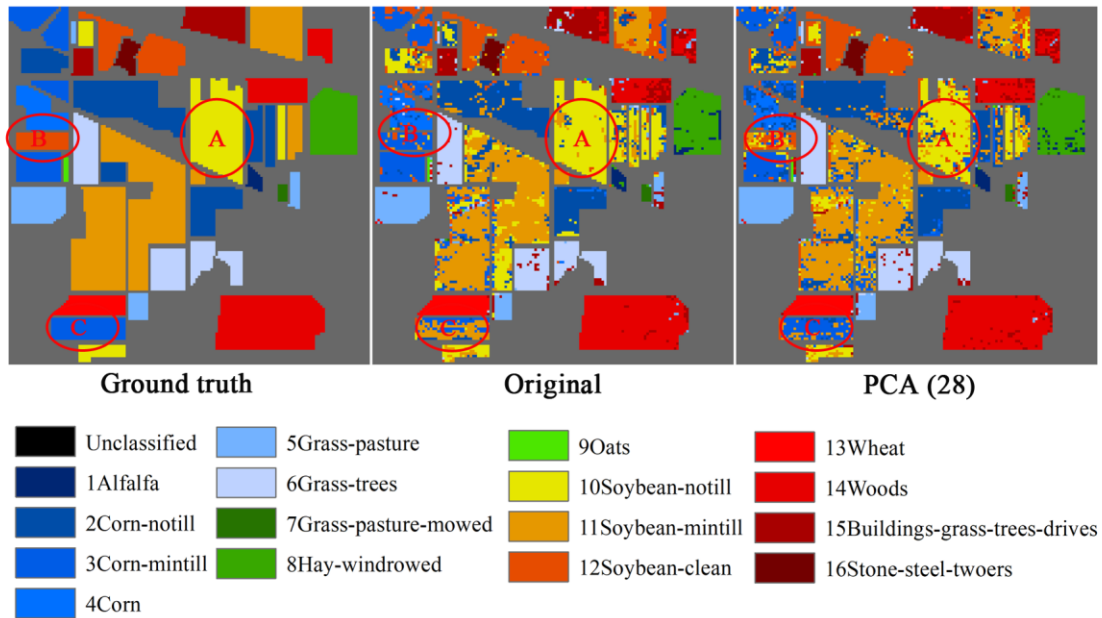 A
B
C
A
B
C
A
B
C
Ground truth
Original
PCA (28)
Unclassified
5Grass-pasture
9Oats
13Wheat
1Alfalfa
6Grass-trees
10Soybean-notill
14Woods
2Corn-notill
7Grass-pasture-mowed
11Soybean-mintill
15Buildings-grass-trees-drives
3Corn-mintill
8Hay-windrowed
12Soybean-clean
16Stone-steel-twoers
4Corn